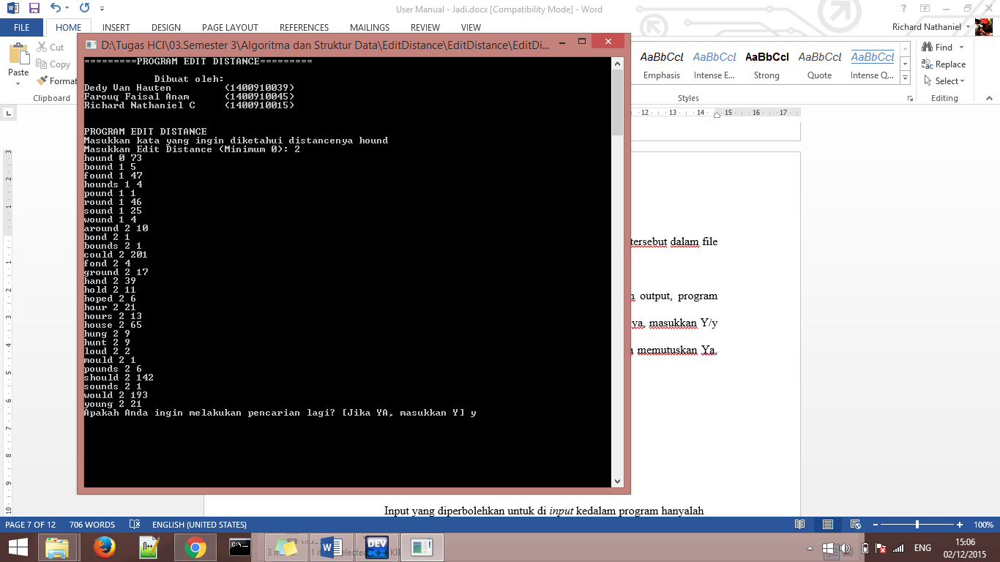 User Manual - Jadi.docx [Compatibility Mode] - Word
FILE HOME INSERT DESIGN PAGE LAYOUT REFERENCES MAILINGS REVIEW VIEW
Richard Nathaniel
Paste
Cut
Copy
Format
Clipboard
AaBbCcL AaBbCcL AaBbCcI AaBbCcL AaBbCcL
Emphasis Intense E... Strong Quote Intense Q...
Styles
Find
Replace
Select
Editing
D:\Tugas HCI\03.Semester 3\Algoritma dan Struktur Data\EditDistance\EditDistance\EditDi...
=========PROGRAM EDIT DISTANCE=========
Dibuat oleh:
Dedy Van Hauten (1400910039)
Farouq Faisal Anam (1400910045)
Richard Nathaniel C (1400910015)
PROGRAM EDIT DISTANCE
Masukkan kata yang ingin diketahui distancenya hound
Masukkan Edit Distance (Minimum 0): 2
hound 0 73
bound 1 5
found 1 47
hounds 1 4
pound 1 1
round 1 46
sound 1 25
wound 1 4
around 2 10
bond 2 1
bounds 2 1
could 2 201
fond 2 4
ground 2 17
hand 2 39
hold 2 11
hoped 2 6
hour 2 21
hours 2 13
house 2 65
hung 2 9
hunt 2 9
loud 2 2
mould 2 1
pounds 2 6
should 2 142
sounds 2 1
would 2 193
young 2 21
Apakah Anda ingin melakukan pencarian lagi? [Jika YA, masukkan Y] y
12 13 14 15 16 17
tersebut dalam file
output, program
ya, masukkan Y/y
memutuskan Ya,
Input yang diperbolehkan untuk di input kedalam program hanyalah
PAGE 7 OF 12 706 WORDS ENGLISH (UNITED STATES)
100%
DEV
ENG
15:06
02/12/2015